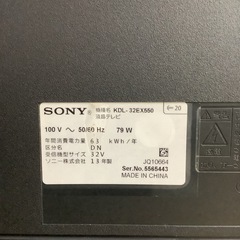 SONY 機種名 KDL-32EX550
液晶テレビ
100 V ～ 50/60 Hz 79 W
年間消費電力量 63 kWh/年
区分名 DN
受信機型サイズ 32V
ソニー株式会社 13年製
JQ10664
Ser.No.5565443
MADE IN CHINA
20